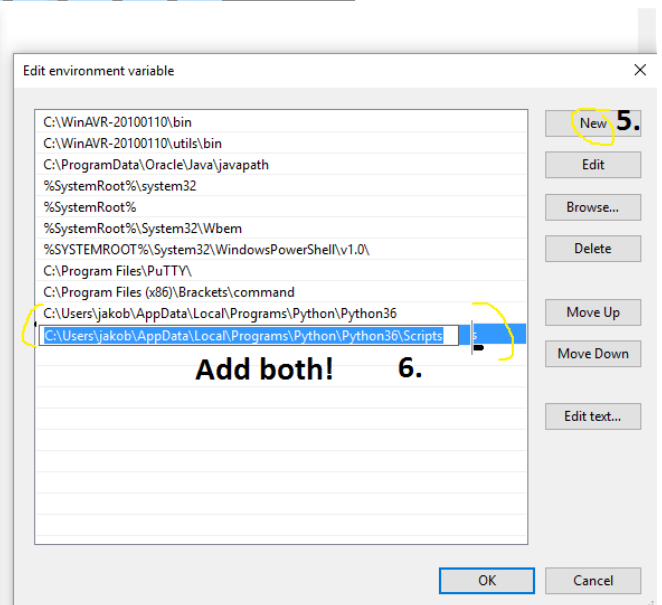 Edit environment variable
C:\WinAVR-20100110\bin
New 5.
C:\WinAVR-20100110\utils\bin
C:\ProgramData\Oracle\Java\javapath
Edit
%SystemRoot%\system32
%SystemRoot%
Browse...
%SystemRoot%\System32\Wbem
%SYSTEMROOT%\System32\WindowsPowerShell\v1.0\
Delete
C:\Program Files\PuTTY\
C:\Program Files (x86)\Brackets\command
C:\Users\jakob\AppData\Local\Programs\Python\Python36
Move Up
C:\Users\jakob\AppData\Local\Programs\Python\Python36\Scripts s
Move Down
Add both! 6.
Edit text...
OK
Cancel